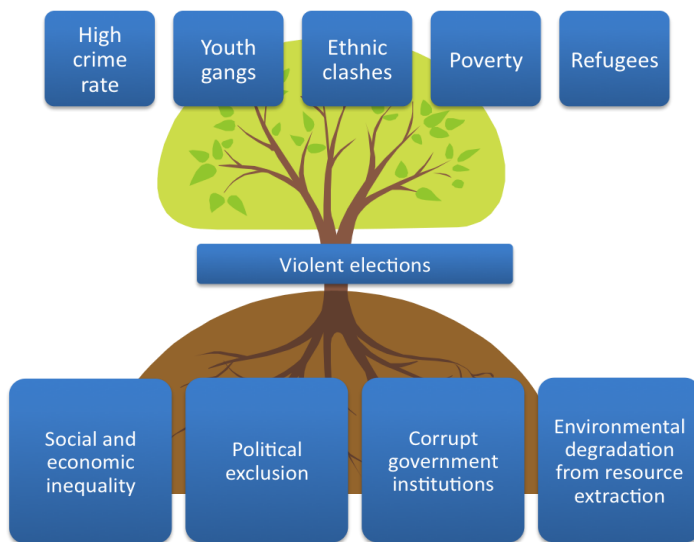 High
crime
rate
Youth
gangs
Ethnic
clashes
Poverty
Refugees
Violent elections
Social and
economic
inequality
Political
exclusion
Corrupt
government
institutions
Environmental
degradation
from resource
extraction